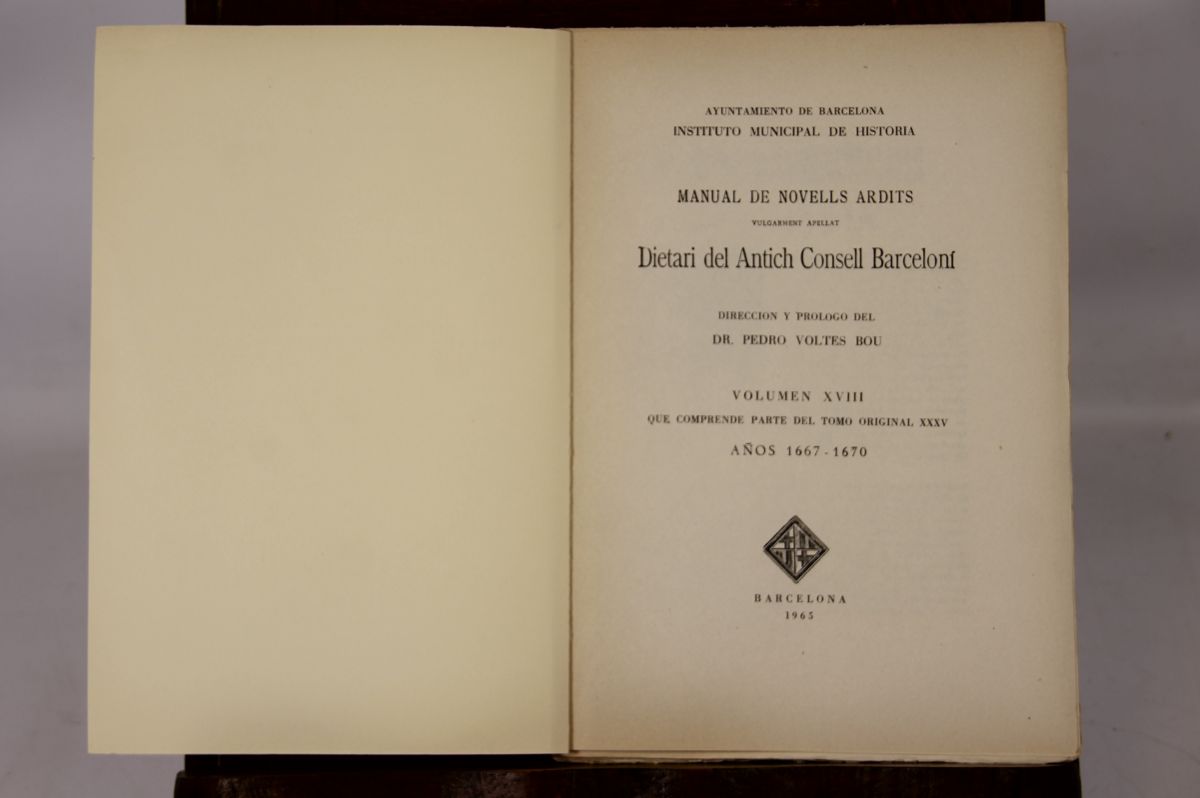 AYUNTAMIENTO DE BARCELONA
INSTITUTO MUNICIPAL DE HISTORIA
MANUAL DE NOVELLS ARDITS
VULGARMENT APELLAT
Dietari del Antich Consell Barceloní
DIRECCION Y PROLOGO DEL
DR. PEDRO VOLTES BOU
VOLUMEN XVIII
QUE COMPRENDE PARTE DEL TOMO ORIGINAL XXXV
AÑOS 1667 - 1670
BARCELONA
1965